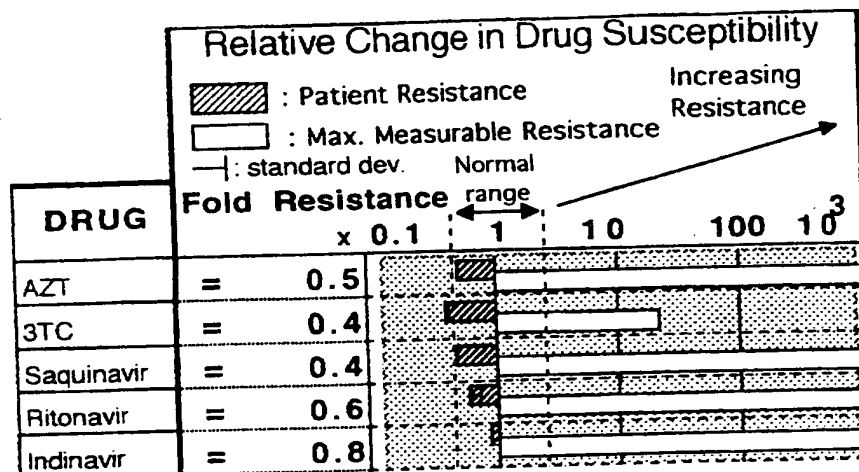 Relative Change in Drug Susceptibility
: Patient Resistance
Increasing
Resistance
: Max. Measurable Resistance
: standard dev.
Normal
range
DRUG Fold Resistance
x 0.1 1 10 100 10³
AZT = 0.5
3TC = 0.4
Saquinavir = 0.4
Ritonavir = 0.6
Indinavir = 0.8